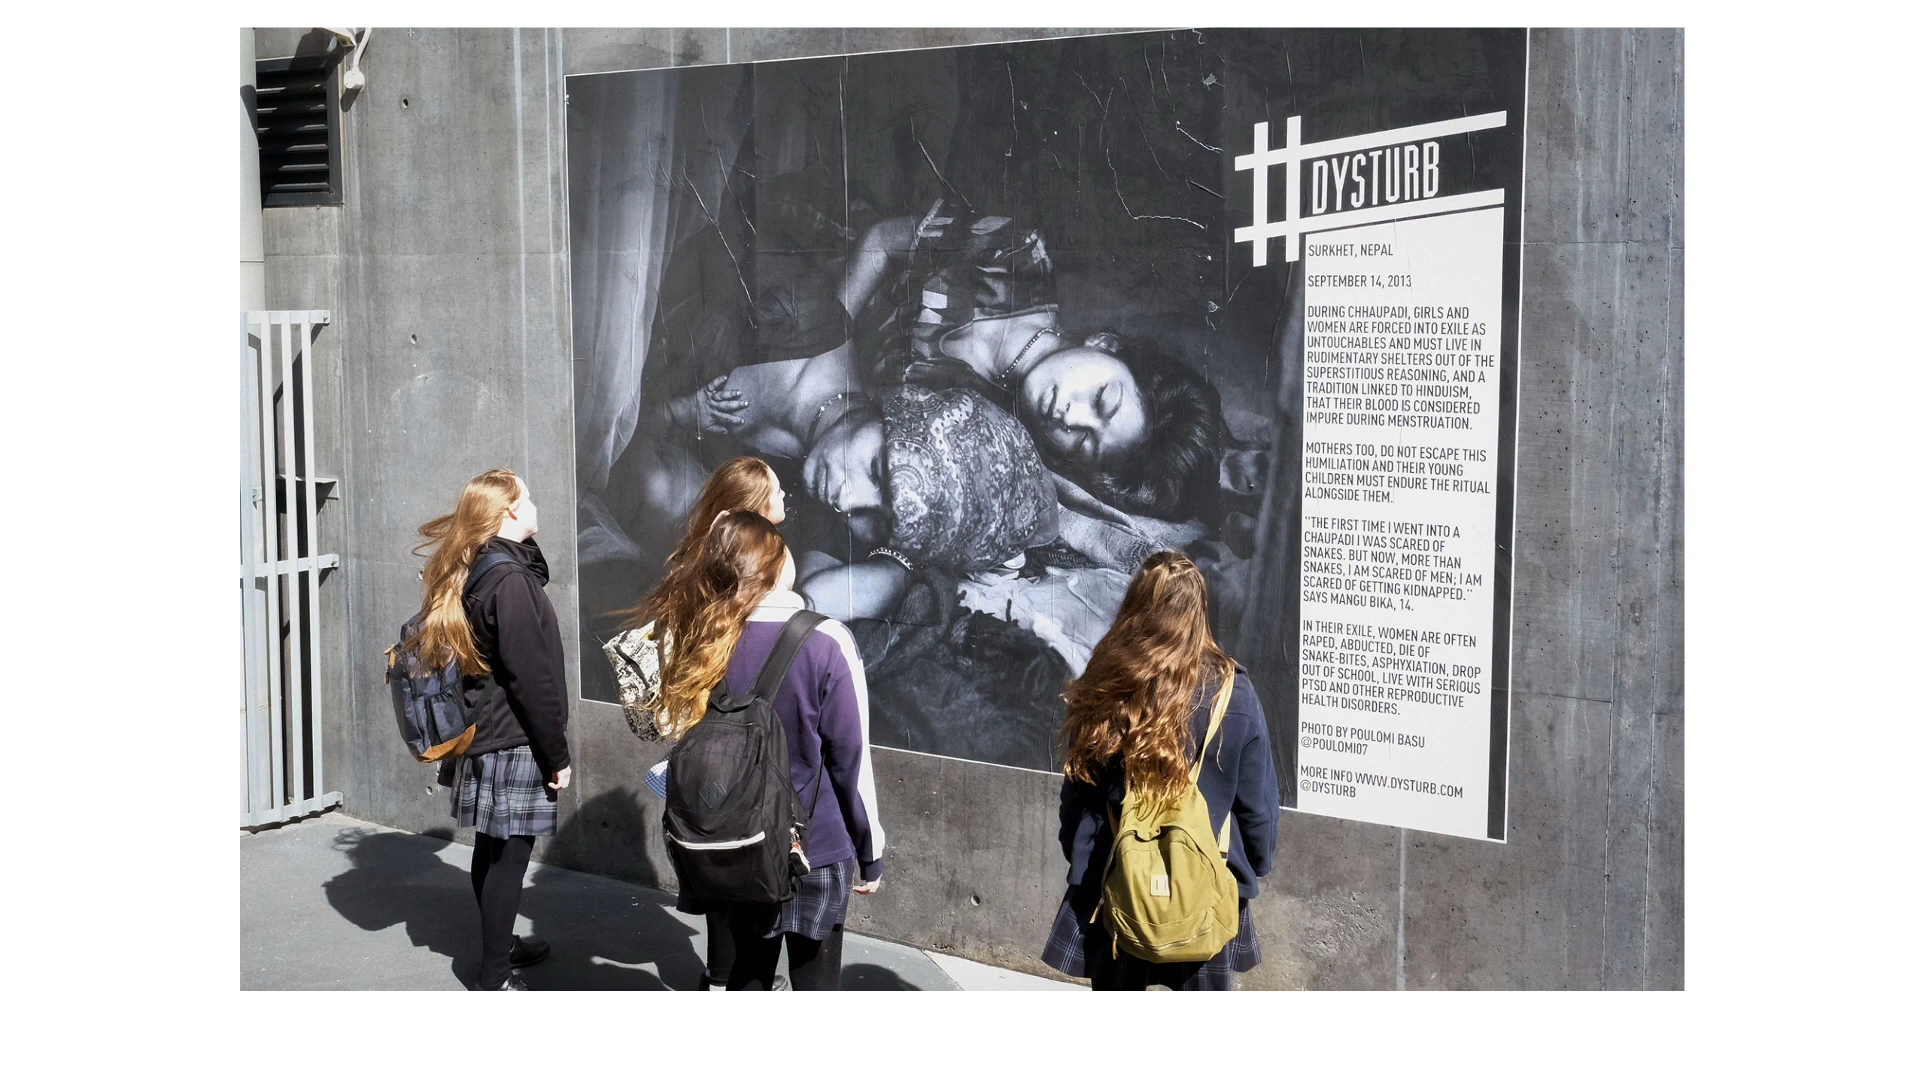 #DYSTURB
SURKHET, NEPAL
SEPTEMBER 14, 2013
DURING CHHAUPADI, GIRLS AND
WOMEN ARE FORCED INTO EXILE AS
UNTOUCHABLES AND MUST LIVE IN
RUDIMENTARY SHELTERS OUT OF THE
SUPERSTITIOUS REASONING, AND A
TRADITION LINKED TO HINDUISM,
THAT THEIR BLOOD IS CONSIDERED
IMPURE DURING MENSTRUATION.
MOTHERS TOO, DO NOT ESCAPE THIS
HUMILIATION AND THEIR YOUNG
CHILDREN MUST ENDURE THE RITUAL
ALONGSIDE THEM.
"THE FIRST TIME I WENT INTO A
CHAUPADI I WAS SCARED OF
SNAKES. BUT NOW, MORE THAN
SNAKES, I AM SCARED OF MEN; I AM
SCARED OF GETTING KIDNAPPED."
SAYS MANGU BIKA, 14.
IN THEIR EXILE, WOMEN ARE OFTEN
RAPED, ABDUCTED, DIE OF
SNAKE-BITES, ASPHYXIATION, DROP
OUT OF SCHOOL, LIVE WITH SERIOUS
PTSD AND OTHER REPRODUCTIVE
HEALTH DISORDERS.
PHOTO BY POULOMI BASU
@POULOMI07
MORE INFO WWW.DYSTURB.COM
@DYSTURB